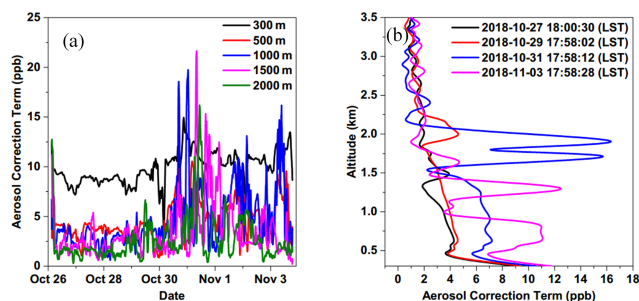 (a)
300 m
500 m
1000 m
1500 m
2000 m
Aerosol Correction Term (ppb)
25
20
15
10
5
0
Oct 26
Oct 28
Oct 30
Nov 1
Nov 3
Date
(b)
2018-10-27 18:00:30 (LST)
2018-10-29 17:58:02 (LST)
2018-10-31 17:58:12 (LST)
2018-11-03 17:58:28 (LST)
Altitude (km)
3.5
3.0
2.5
2.0
1.5
1.0
0.5
0 2 4 6 8 10 12 14 16 18
Aerosol Correction Term (ppb)